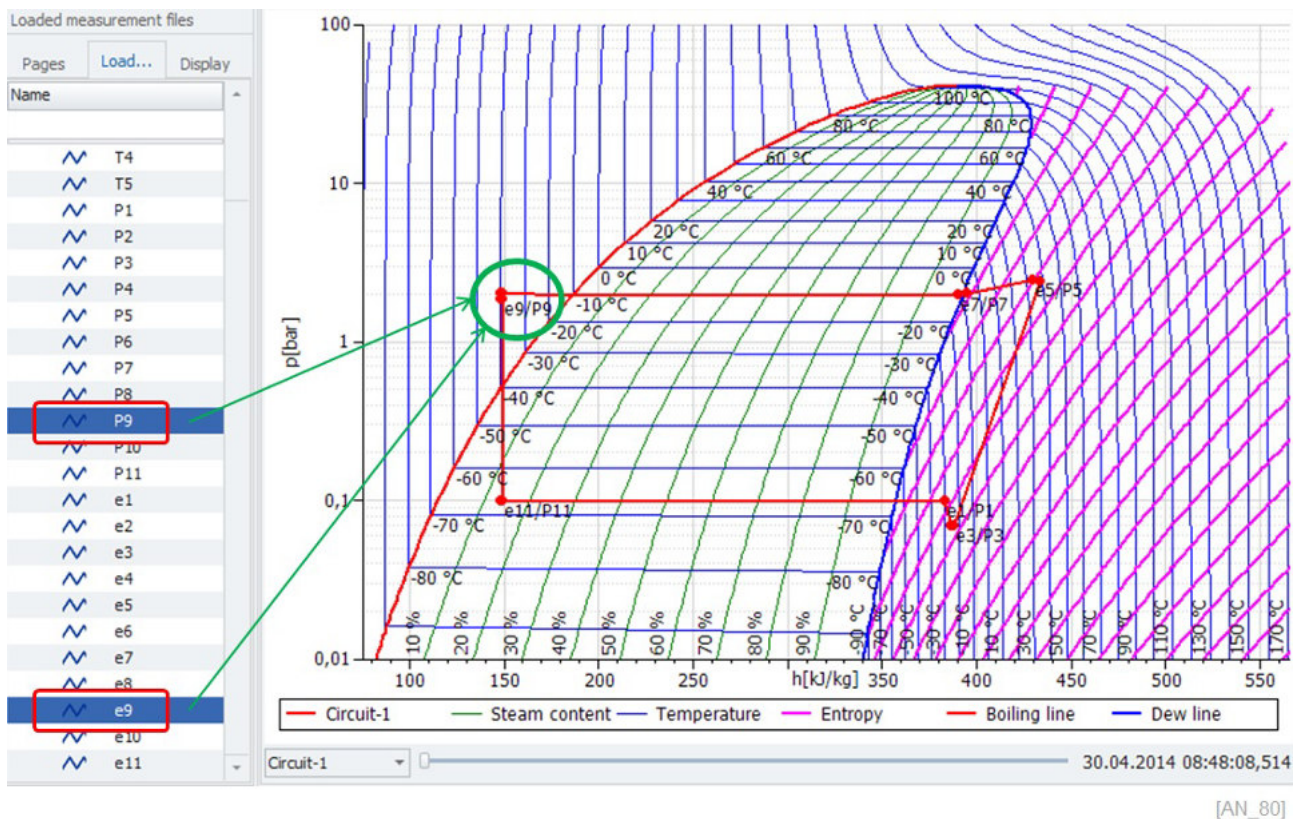 Loaded measurement files
Pages Load... Display
Name
T4
T5
P1
P2
P3
P4
P5
P6
P7
P8
P9
P10
P11
e1
e2
e3
e4
e5
e6
e7
e8
e9
e10
e11
p[bar]
100
10
1
0,1
0,01
100 °C
80 °C 80 °C
60 °C 60 °C
40 °C 40 °C
20 °C 20 °C
10 °C 10 °C
0 °C 0 °C
e9/P9 -10 °C e7/P7 e5/P5
-20 °C -20 °C
-30 °C -30 °C
-40 °C -40 °C
-50 °C -50 °C
-60 °C -60 °C
e11/P11 e1/P1
-70 °C -70 °C e3/P3
-80 °C -80 °C
10 % 20 % 30 % 40 % 50 % 60 % 70 % 80 % 90 % -90 °C -70 °C -50 °C -30 °C -10 °C 10 °C 30 °C 50 °C 70 °C 90 °C 110 °C 130 °C 150 °C 170 °C
100 150 200 250 h[kJ/kg] 350 400 450 500 550
Circuit-1 Steam content Temperature Entropy Boiling line Dew line
Circuit-1 30.04.2014 08:48:08,514
[AN_80]